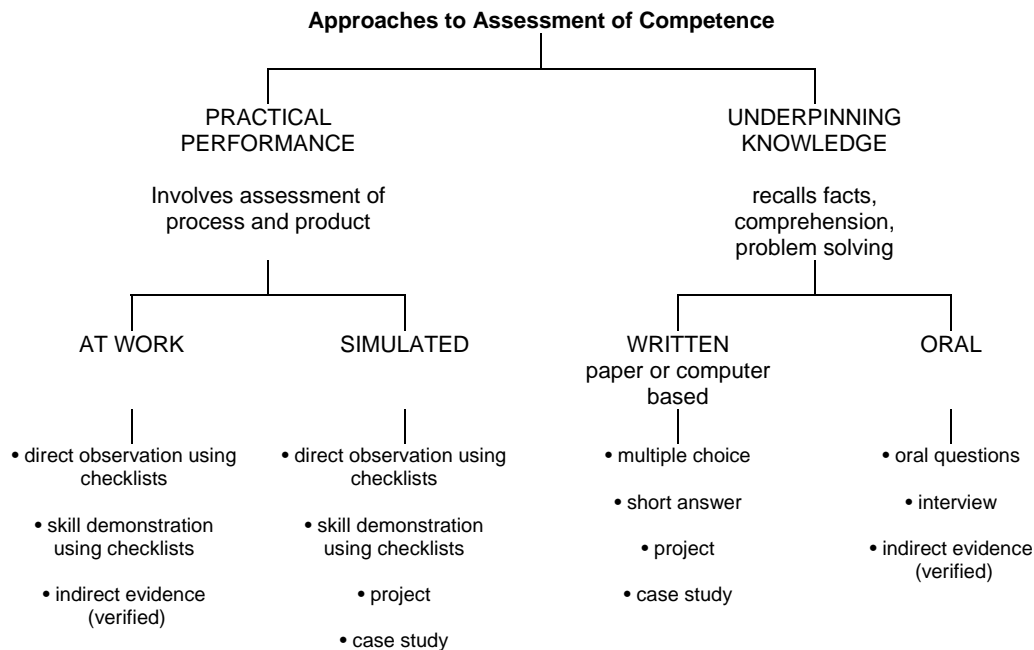 Approaches to Assessment of Competence
PRACTICAL
PERFORMANCE
Involves assessment of
process and product
UNDERPINNING
KNOWLEDGE
recalls facts,
comprehension,
problem solving
AT WORK
SIMULATED
WRITTEN
paper or computer
based
ORAL
• direct observation using
checklists
• skill demonstration
using checklists
• indirect evidence
(verified)
• direct observation using
checklists
• skill demonstration
using checklists
• project
• case study
• multiple choice
• short answer
• project
• case study
• oral questions
• interview
• indirect evidence
(verified)